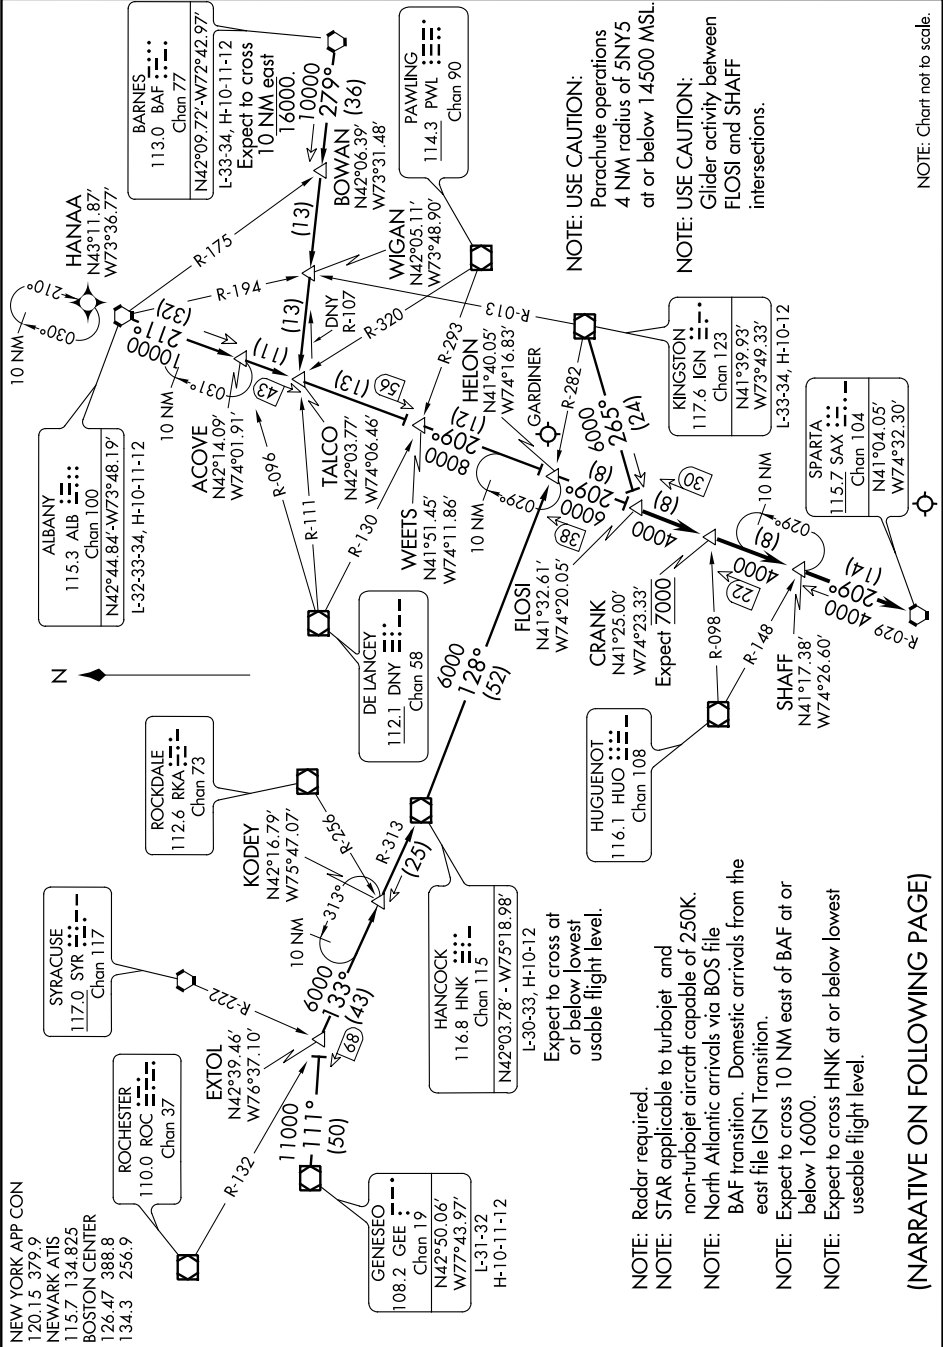 NEW YORK APP CON
120.15 379.9
NEWARK ATIS
115.7 134.825
BOSTON CENTER
126.47 388.8
134.3 256.9
ROCHESTER
110.0 ROC
Chan 37
R-132
SYRACUSE
117.0 SYR
Chan 117
R-222
EXTOL
N42°39.46′
W76°37.10′
GENESEO
108.2 GEE
Chan 19
N42°50.06′
W77°43.97′
L-31-32
H-10-11-12
11000
111°
(50)
68
6000
133°
(43)
10 NM
313°
KODEY
N42°16.79′
W75°47.07′
ROCKDALE
112.6 RKA
Chan 73
R-256
R-313
(25)
HANCOCK
116.8 HNK
Chan 115
N42°03.78′ - W75°18.98′
L-30-33, H-10-12
Expect to cross at
or below lowest
usable flight level.
6000
128°
(52)
N
ALBANY
115.3 ALB
Chan 100
N42°44.84′-W73°48.19′
L-32-33-34, H-10-11-12
10 NM
030°
210°
HANAA
N43°11.87′
W73°36.77′
BARNES
113.0 BAF
Chan 77
N42°09.72′-W72°42.97′
L-33-34, H-10-11-12
Expect to cross
10 NM east
16000.
10000
279°
(36)
BOWAN
N42°06.39′
W73°31.48′
R-175
R-194
(13)
WIGAN
N42°05.11′
W73°48.90′
(13)
DNY
R-107
10000
211°
(32)
10 NM
031°
ACOVE
N42°14.09′
W74°01.91′
(11)
43
R-096
TALCO
N42°03.77′
W74°06.46′
R-111
R-320
(13)
56
DE LANCEY
112.1 DNY
Chan 58
R-130
WEETS
N41°51.45′
W74°11.86′
PAWLING
114.3 PWL
Chan 90
R-293
R-013
8000
209°
(12)
10 NM
029°
HELON
N41°40.05′
W74°16.83′
GARDINER
R-282
KINGSTON
117.6 IGN
Chan 123
N41°39.93′
W73°49.33′
L-33-34, H-10-12
6000
265°
(24)
6000
209°
(8)
38
FLOSI
N41°32.61′
W74°20.05′
4000
(8)
30
CRANK
N41°25.00′
W74°23.33′
Expect 7000
4000
(8)
22
10 NM
029°
HUGUENOT
116.1 HUO
Chan 108
R-098
R-148
SHAFF
N41°17.38′
W74°26.60′
4000
209°
(14)
R-029
SPARTA
115.7 SAX
Chan 104
N41°04.05′
W74°32.30′
NOTE: USE CAUTION:
Parachute operations
4 NM radius of 5NY5
at or below 14500 MSL.
NOTE: USE CAUTION:
Glider activity between
FLOSI and SHAFF
intersections.
NOTE: Chart not to scale.
NOTE: Radar required.
NOTE: STAR applicable to turbojet and
non-turbojet aircraft capable of 250K.
NOTE: North Atlantic arrivals via BOS file
BAF transition. Domestic arrivals from the
east file IGN Transition.
NOTE: Expect to cross 10 NM east of BAF at or
below 16000.
NOTE: Expect to cross HNK at or below lowest
useable flight level.
(NARRATIVE ON FOLLOWING PAGE)